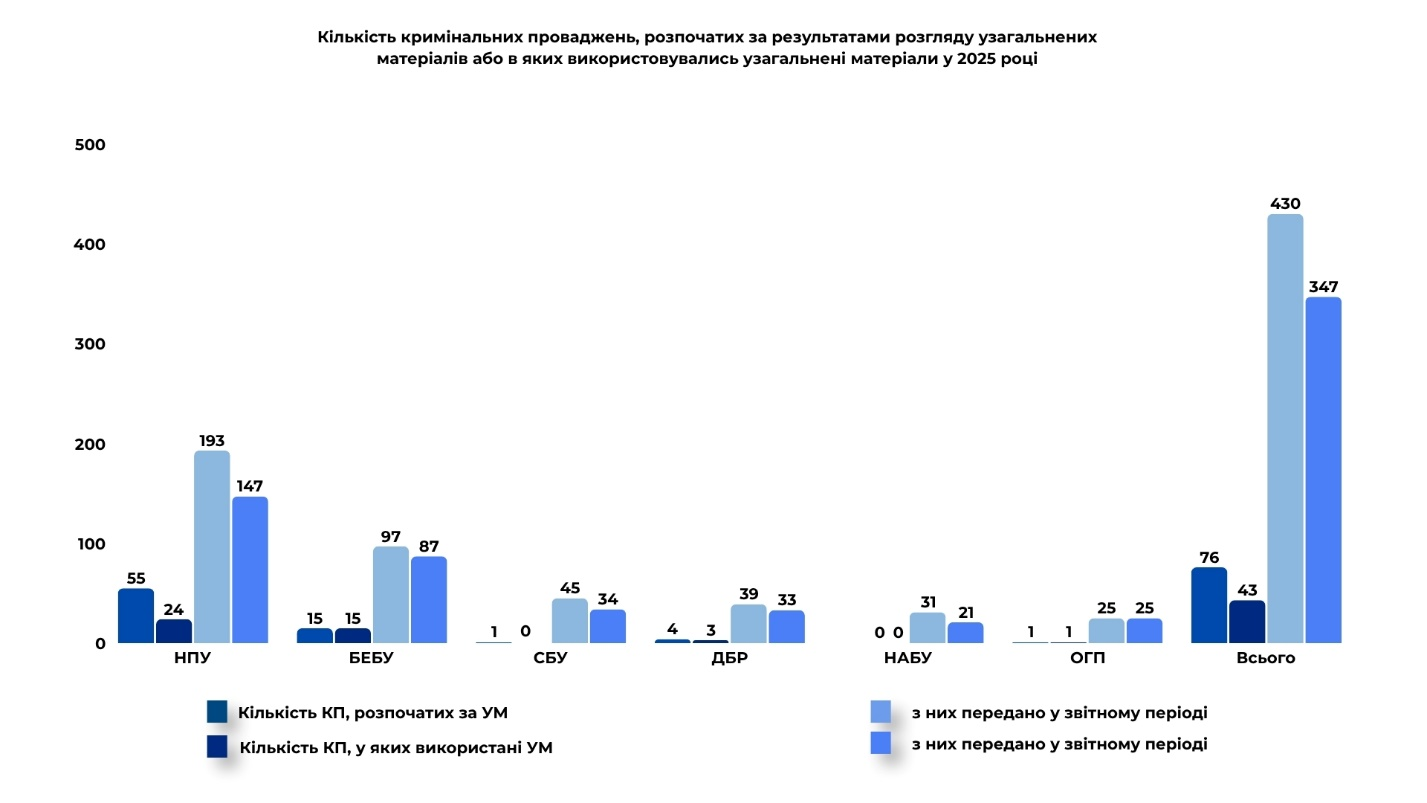 Кількість кримінальних проваджень, розпочатих за результатами розгляду узагальнених
матеріалів або в яких використовувались узагальнені матеріали у 2025 році
500
400
300
200
100
0
55
24
193
147
15
15
97
87
1
0
45
34
4
3
39
33
0
0
31
21
1
1
25
25
76
43
430
347
НПУ
БЕБУ
СБУ
ДБР
НАБУ
ОГП
Всього
Кількість КП, розпочатих за УМ
Кількість КП, у яких використані УМ
з них передано у звітному періоді
з них передано у звітному періоді